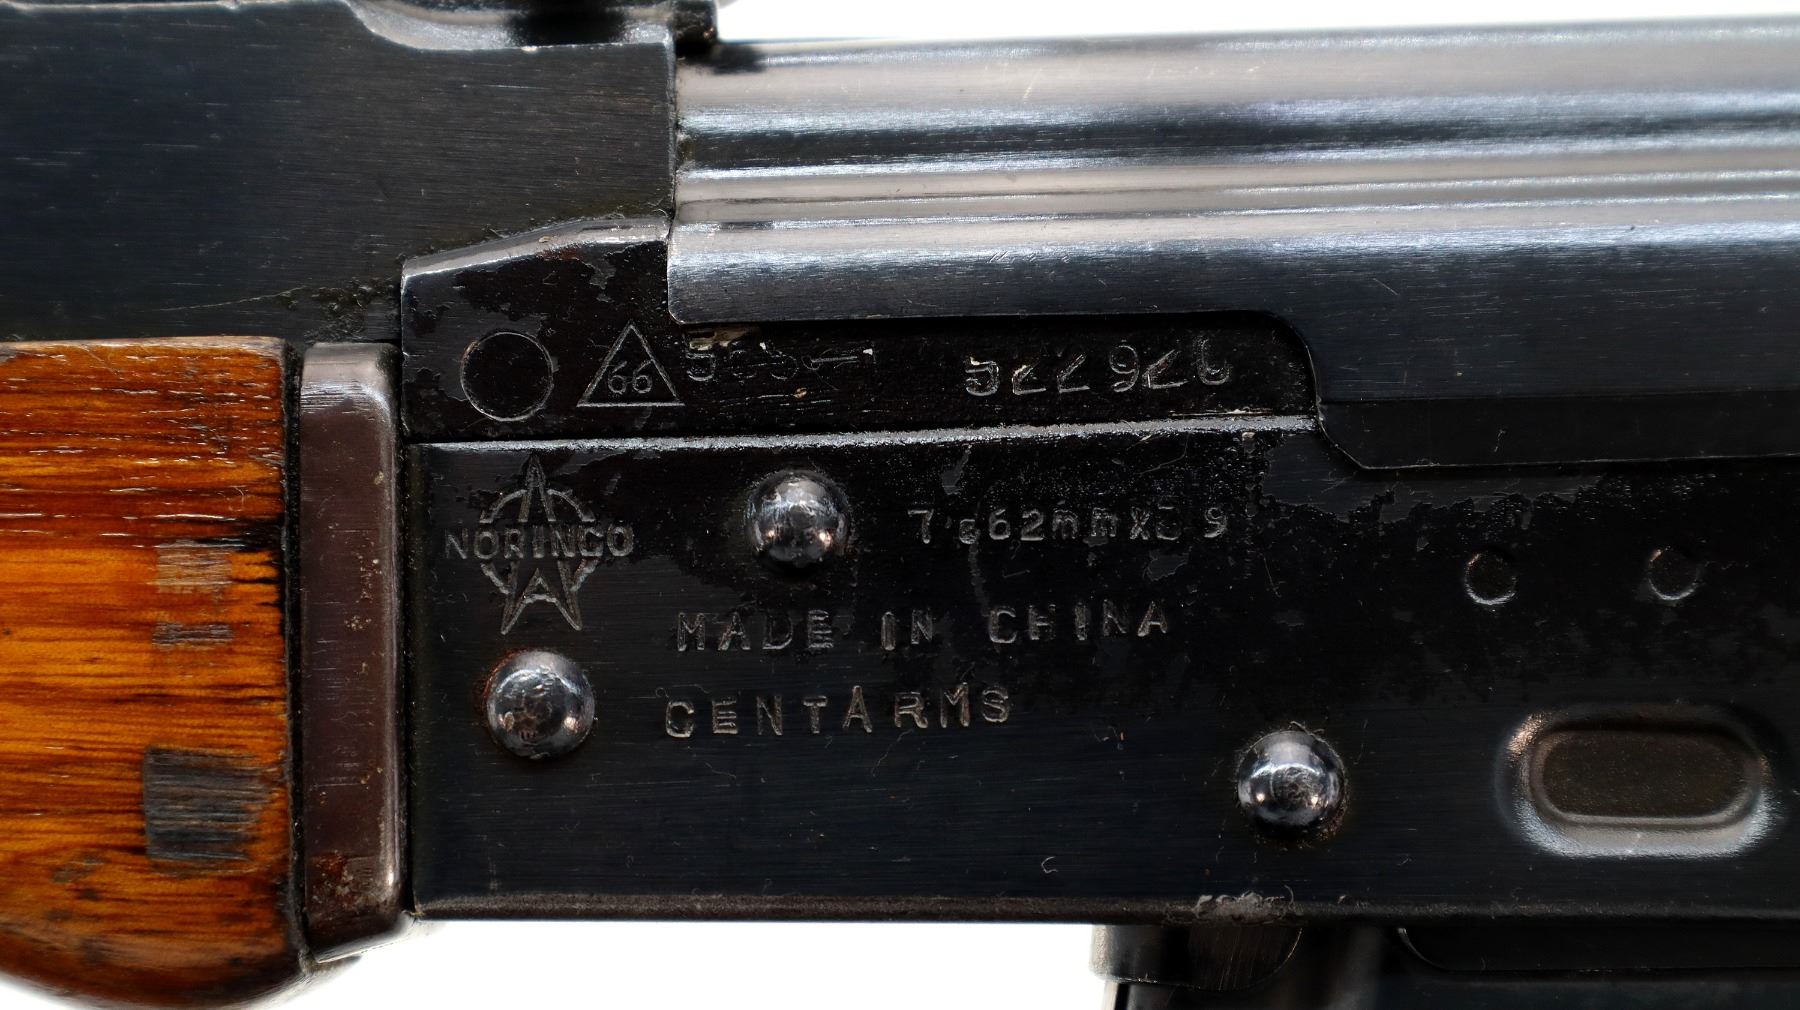 66 522926
NORINCO
7.62mmX39
MADE IN CHINA
CENTARMS